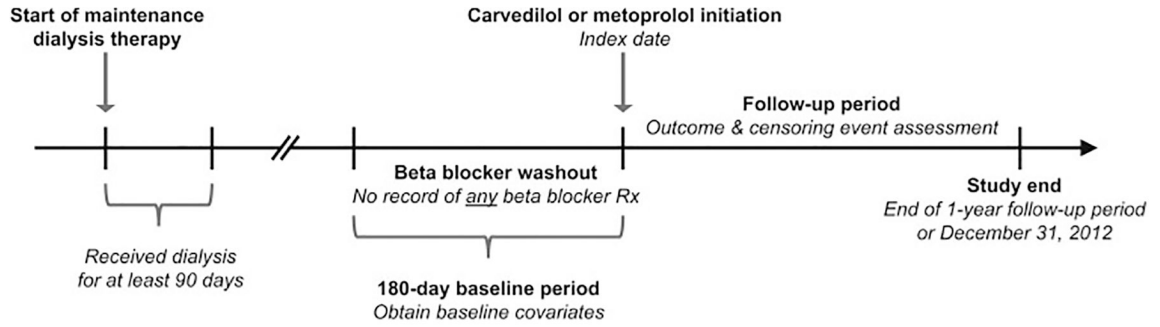 Start of maintenance
dialysis therapy
Carvedilol or metoprolol initiation
Index date
Follow-up period
Outcome & censoring event assessment
Beta blocker washout
No record of any beta blocker Rx
Study end
End of 1-year follow-up period
or December 31, 2012
Received dialysis
for at least 90 days
180-day baseline period
Obtain baseline covariates